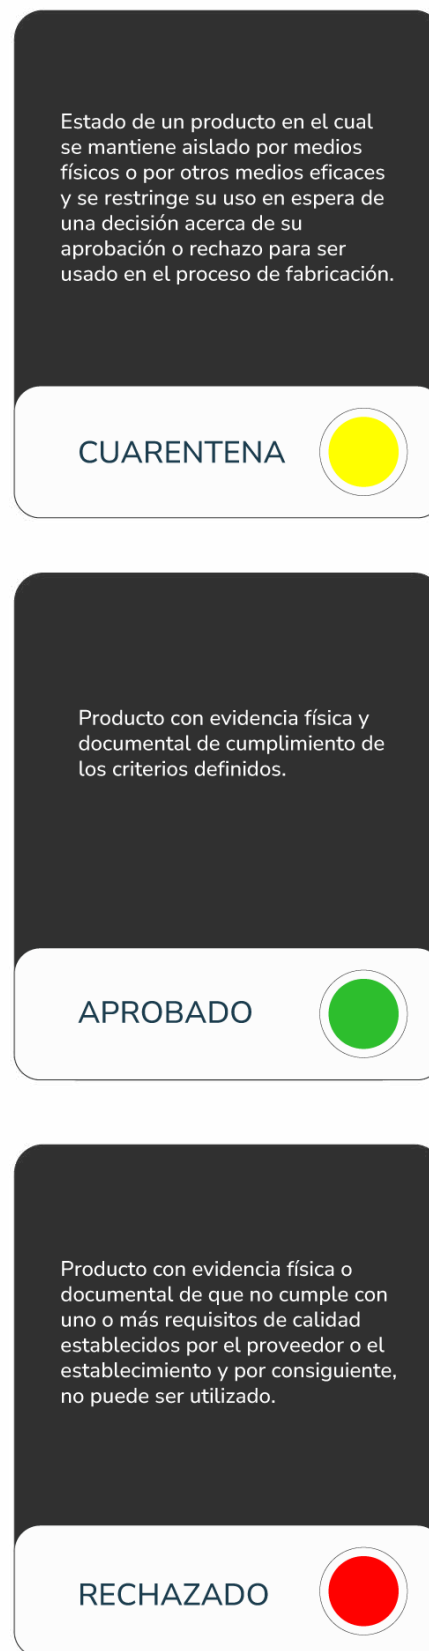 Estado de un producto en el cual
se mantiene aislado por medios
físicos o por otros medios eficaces
y se restringe su uso en espera de
una decisión acerca de su
aprobación o rechazo para ser
usado en el proceso de fabricación.
CUARENTENA
Producto con evidencia física y
documental de cumplimiento de
los criterios definidos.
APROBADO
Producto con evidencia física o
documental de que no cumple con
uno o más requisitos de calidad
establecidos por el proveedor o el
establecimiento y por consiguiente,
no puede ser utilizado.
RECHAZADO